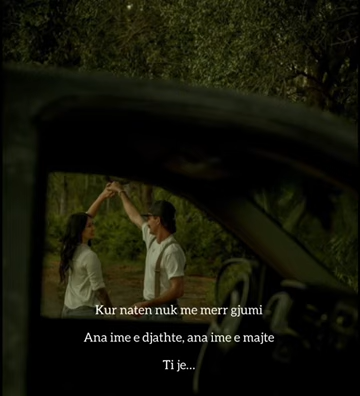 Kur naten nuk me merr gjumi
Ana ime e djathte, ana ime e majte
Ti je...